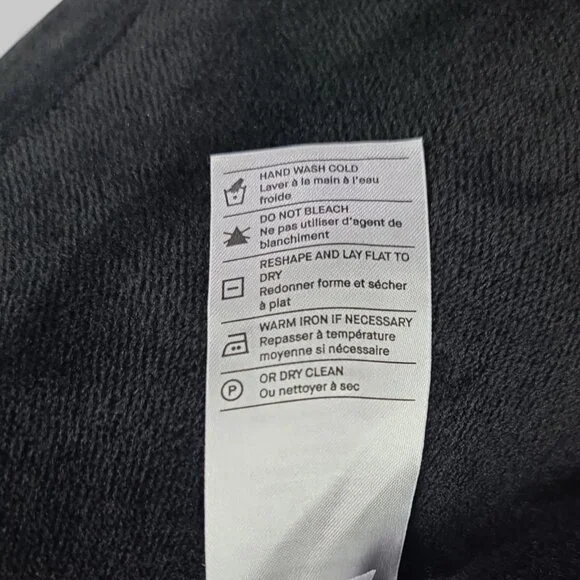 HAND WASH COLD
Laver à la main à l'eau
froide
DO NOT BLEACH
Ne pas utiliser d'agent de
blanchiment
RESHAPE AND LAY FLAT TO
DRY
Redonner forme et sécher
à plat
WARM IRON IF NECESSARY
Repasser à température
moyenne si nécessaire
P
OR DRY CLEAN
Ou nettoyer à sec